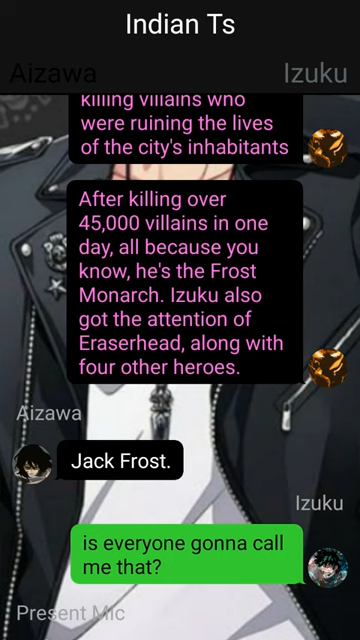 Indian Ts
Aizawa
Izuku
killing villains who
were ruining the lives
of the city's inhabitants
After killing over
45,000 villains in one
day, all because you
know, he's the Frost
Monarch. Izuku also
got the attention of
Eraserhead, along with
four other heroes.
Aizawa
Jack Frost.
Izuku
is everyone gonna call
me that?
Present Mic